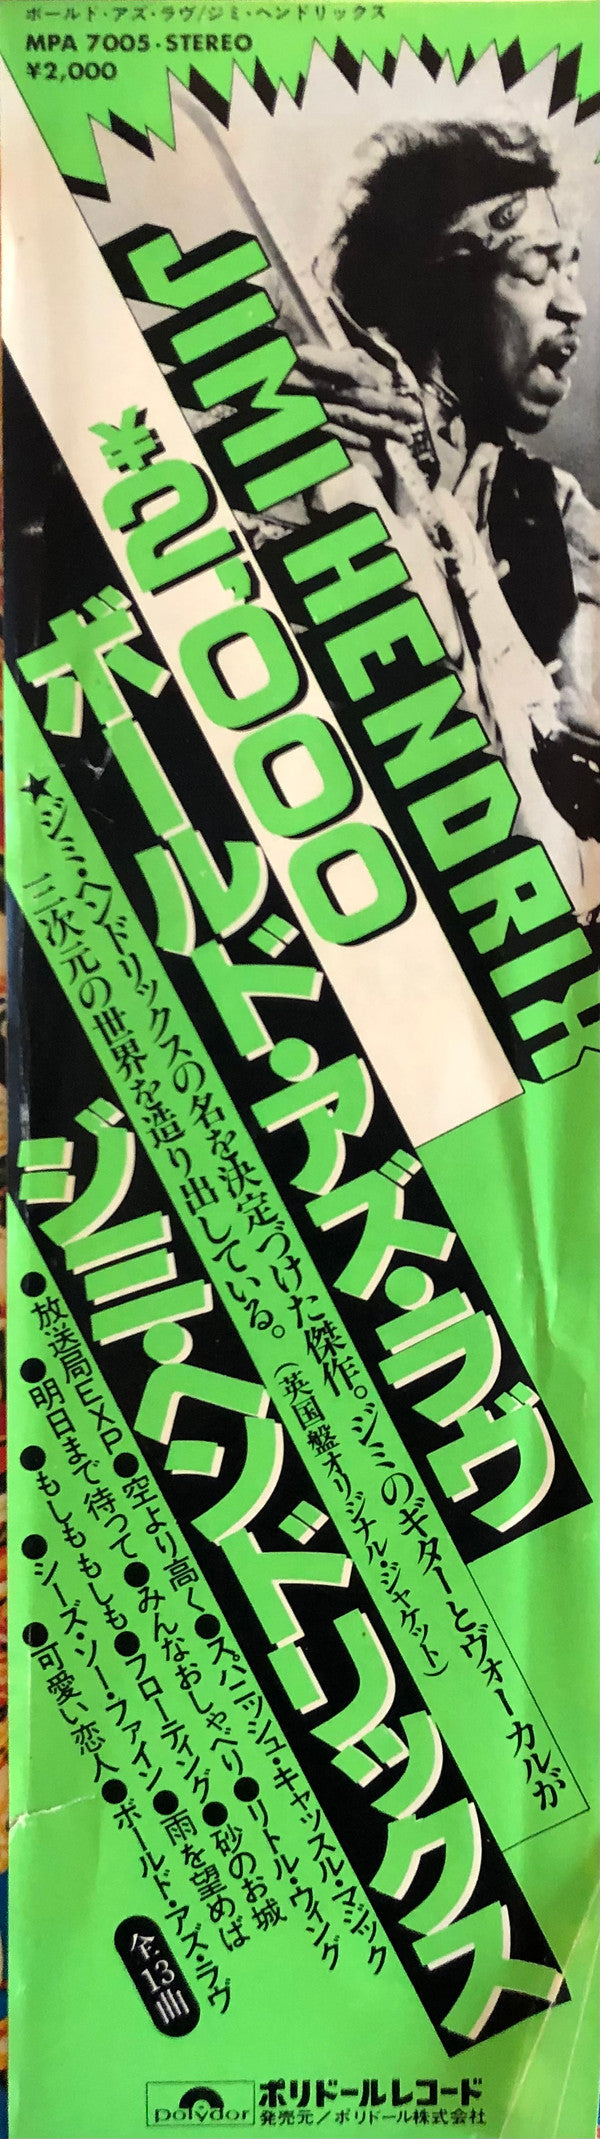 ボールド・アズ・ラヴ/ジミ・ヘンドリックス
MPA 7005・STEREO
¥2,000
JIMI HENDRIX
¥2,000
ボールド・アズ・ラヴ
★ジミ・ヘンドリックスの名を決定づけた傑作。ジミのギターとヴォーカルが
三次元の世界を造り出している。(英国盤オリジナル・ジャケット)
ジミ・ヘンドリックス
●放送局EXP●空より高く●スパニッシュ・キャッスル・マジック
●明日まで待って●みんなおしゃべり●リトル・ウィング
●もしももしも●フローティング●砂のお城
●シーズ・ソー・ファイン●雨を望めば
●可愛い恋人●ボールド・アズ・ラヴ
全13曲
polydor
ポリドールレコード
発売元/ポリドール株式会社